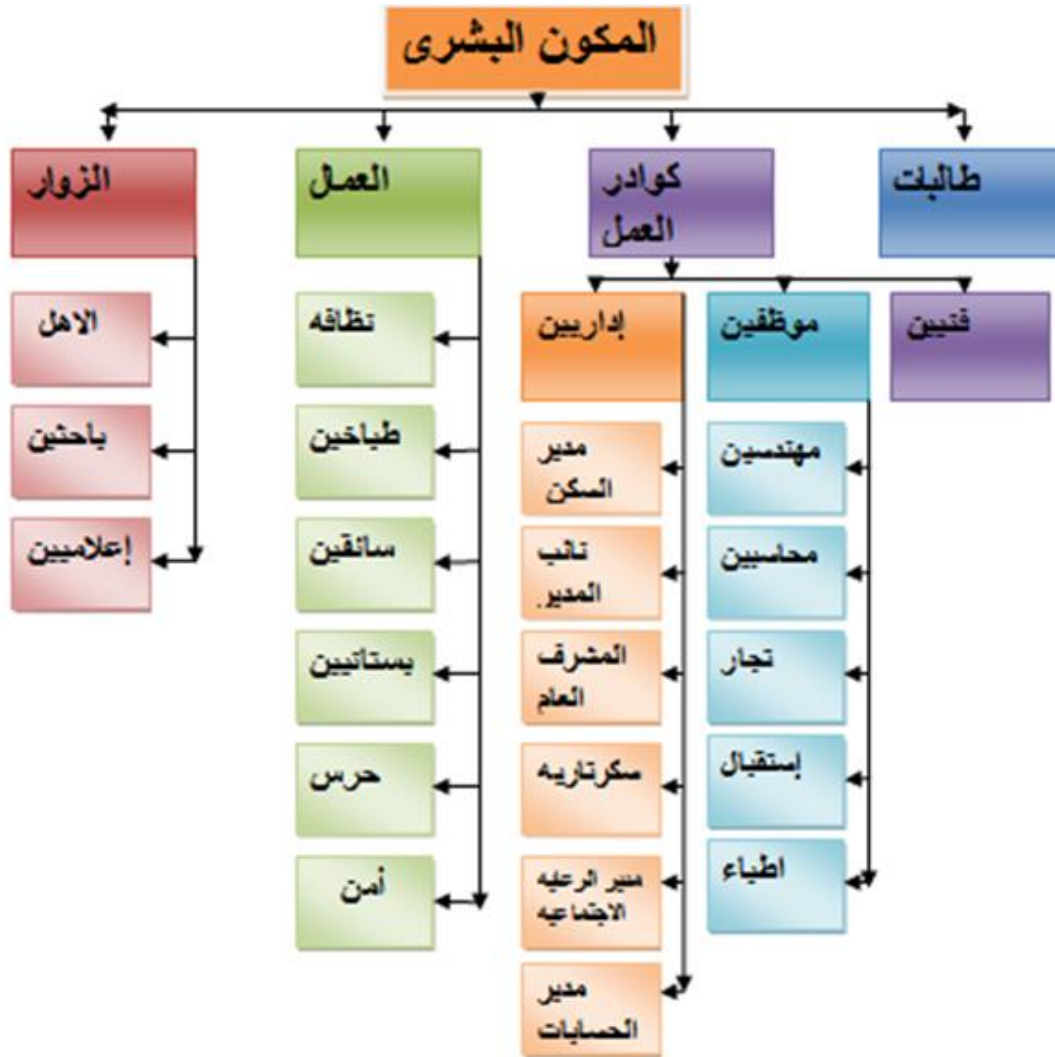 المكون البشرى
طالبات
كوادر
العمل
العمال
الزوار
فنيين
موظفين
إداريين
مهندسين
محاسبين
تجار
إستقبال
اطباء
مدير
السكن
نائب
المدير
المشرف
العام
سكرتاريه
مدير الرعايه
الاجتماعيه
مدير
الحسابات
نظافه
طباخين
سائقين
بستانيين
حرس
أمن
الاهل
باحثين
إعلاميين